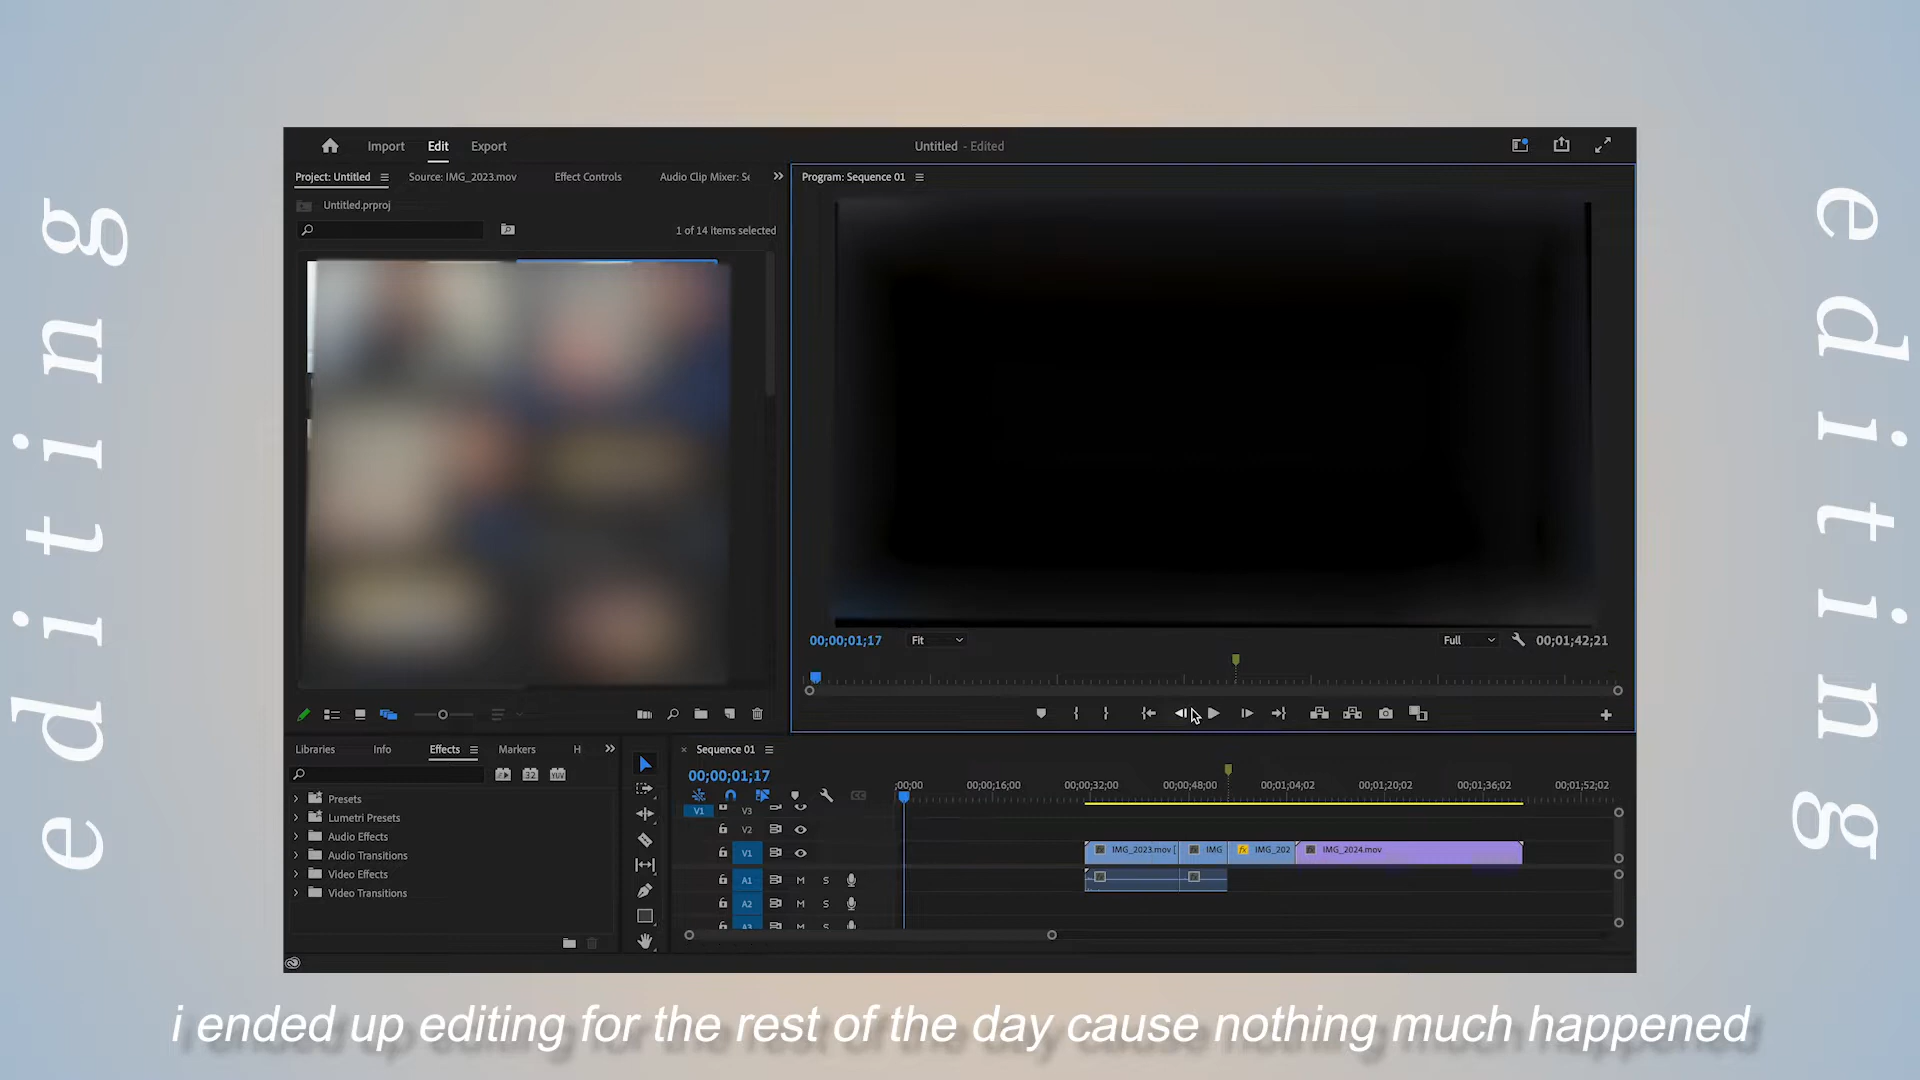 Import Edit Export
Untitled - Edited
Project: Untitled Source: IMG_2023.mov Effect Controls Audio Clip Mixer: Se
Program: Sequence 01
Untitled.prproj
1 of 14 items selected
editing
editing
00;00;01;17 Fit Full 00;01;42;21
Libraries Info Effects Markers H
Sequence 01
00;00;01;17
;00;00 00;00;16;00 00;00;32;00 00;00;48;00 00;01;04;02 00;01;20;02 00;01;36;02 00;01;52;02
32 YUV
Presets
Lumetri Presets
Audio Effects
Audio Transitions
Video Effects
Video Transitions
V1 V3
V2
V1 IMG_2023.mov [ IMG IMG_202 IMG_2024.mov
A1 M S
A2 M S
A3 M S
i ended up editing for the rest of the day cause nothing much happened